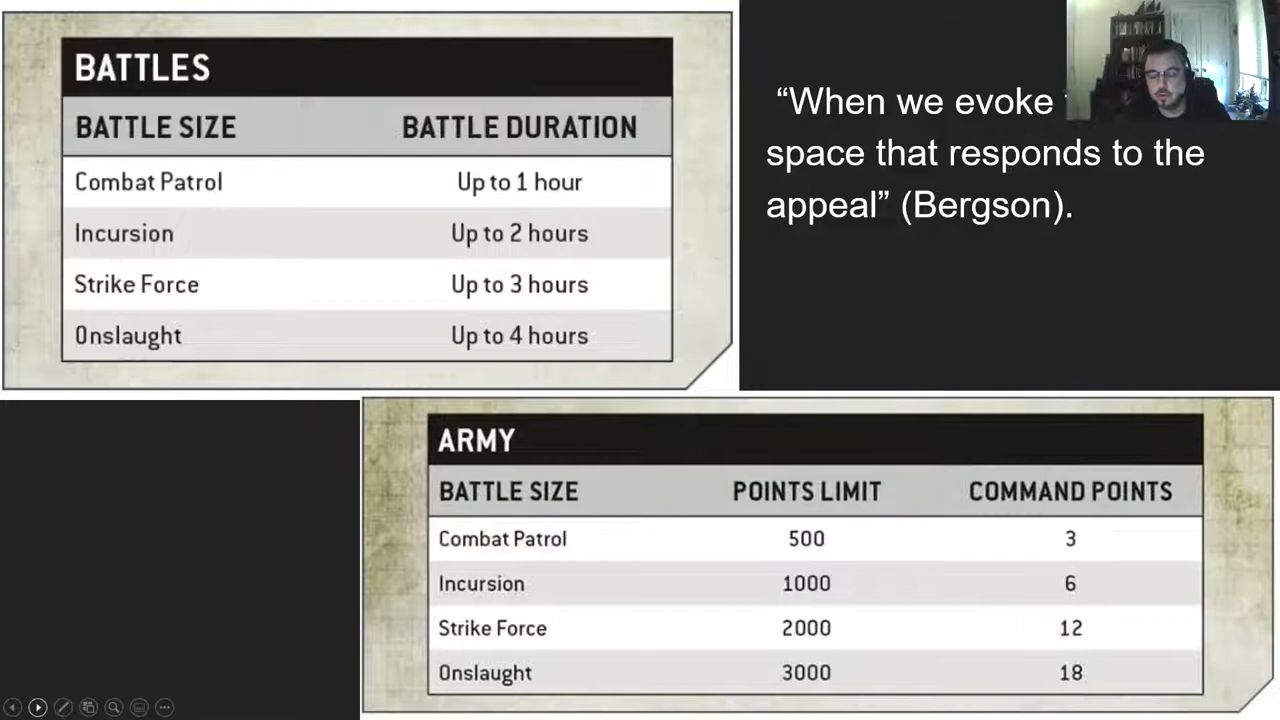 BATTLES
BATTLE SIZE BATTLE DURATION
Combat Patrol Up to 1 hour
Incursion Up to 2 hours
Strike Force Up to 3 hours
Onslaught Up to 4 hours
“When we evoke
space that responds to the
appeal” (Bergson).
ARMY
BATTLE SIZE POINTS LIMIT COMMAND POINTS
Combat Patrol 500 3
Incursion 1000 6
Strike Force 2000 12
Onslaught 3000 18